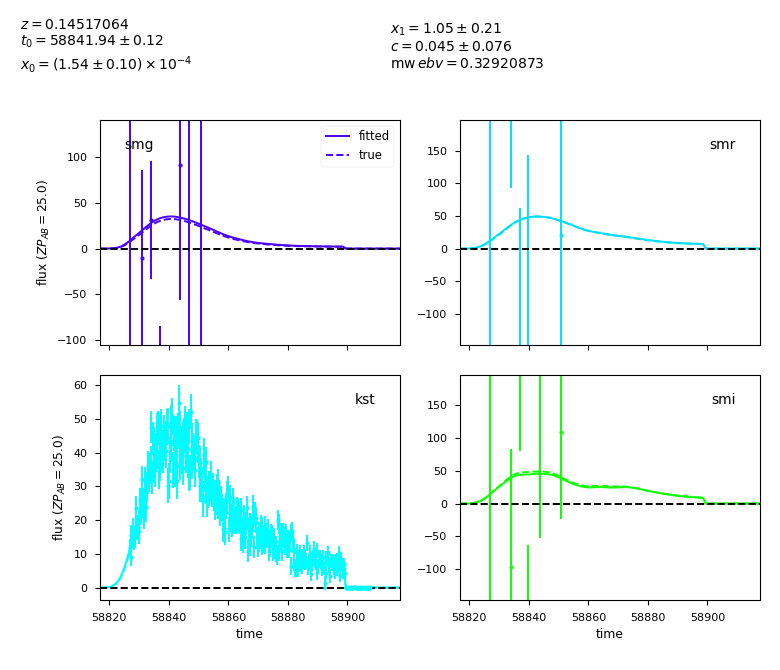 z = 0.14517064
t₀ = 58841.94 ± 0.12
x₀ = (1.54 ± 0.10) × 10⁻⁴
x₁ = 1.05 ± 0.21
c = 0.045 ± 0.076
mw ebv = 0.32920873
smg
fitted
true
100
50
0
−50
−100
flux (ZP_AB = 25.0)
smr
150
100
50
0
−50
−100
kst
60
50
40
30
20
10
0
flux (ZP_AB = 25.0)
58820 58840 58860 58880 58900
time
smi
150
100
50
0
−50
−100
58820 58840 58860 58880 58900
time